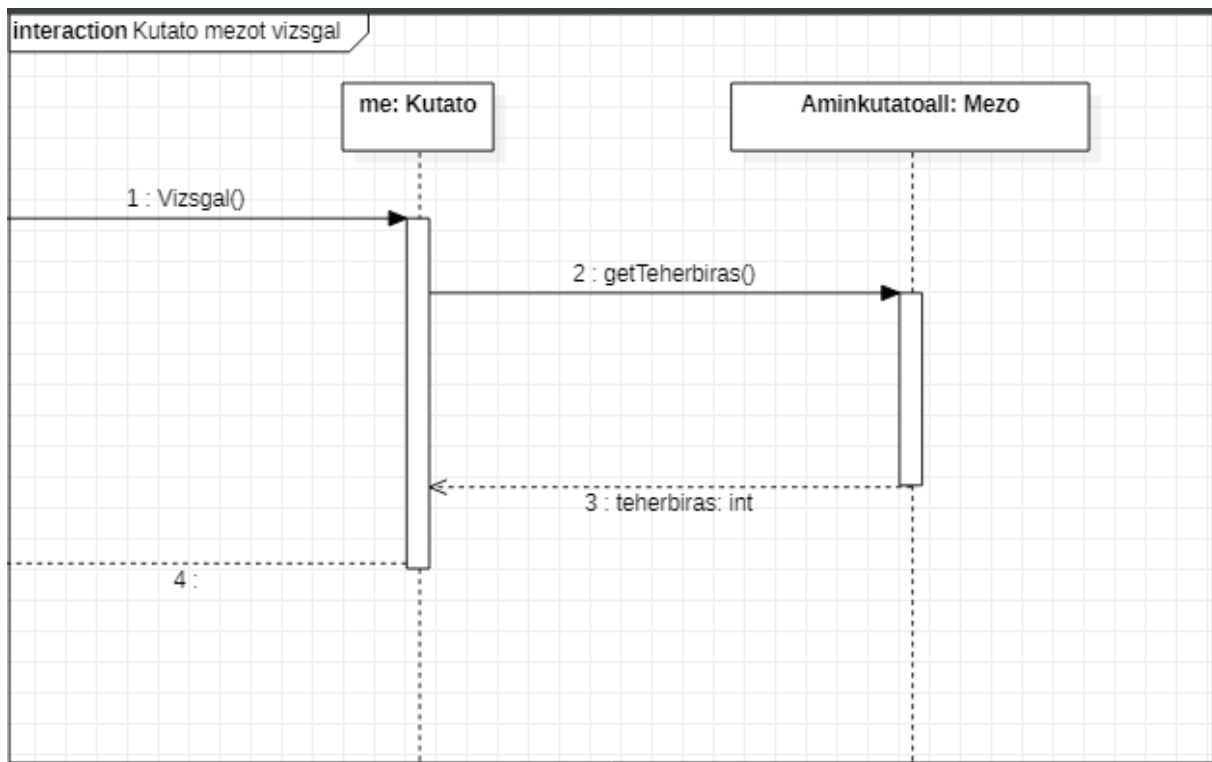 interaction Kutato mezot vizsgal
me: Kutato
Aminkutatoall: Mezo
1 : Vizsgal()
2 : getTeherbiras()
3 : teherbiras: int
4 :